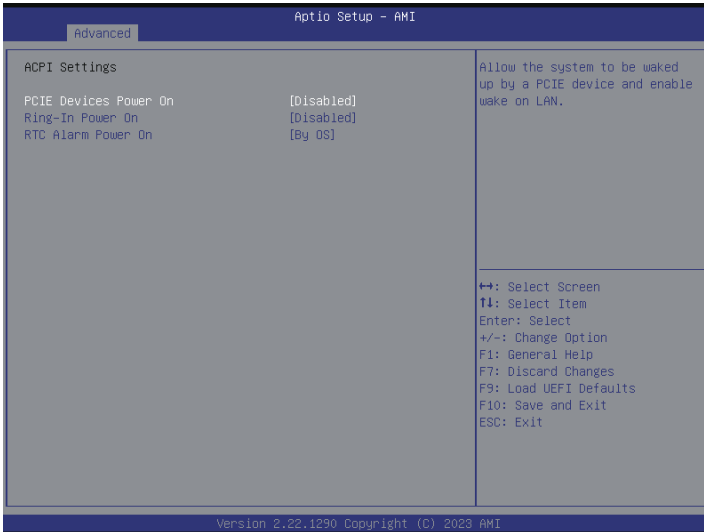 Aptio Setup - AMI
Advanced
ACPI Settings
PCIE Devices Power On [Disabled]
Ring-In Power On [Disabled]
RTC Alarm Power On [By OS]
Allow the system to be waked
up by a PCIE device and enable
wake on LAN.
↔: Select Screen
↑↓: Select Item
Enter: Select
+/-: Change Option
F1: General Help
F7: Discard Changes
F9: Load UEFI Defaults
F10: Save and Exit
ESC: Exit
Version 2.22.1290 Copyright (C) 2023 AMI